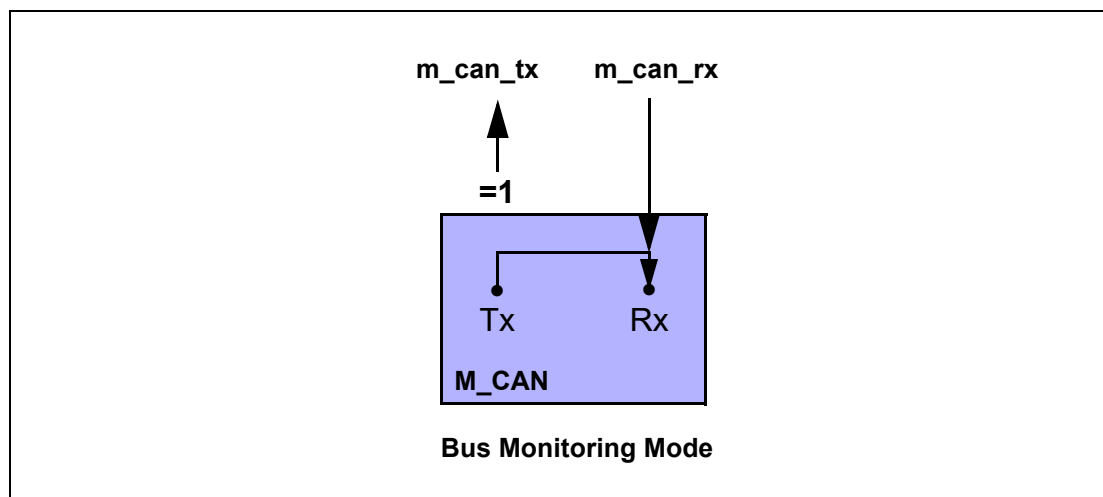 m_can_tx m_can_rx
=1
Tx Rx
M_CAN
Bus Monitoring Mode